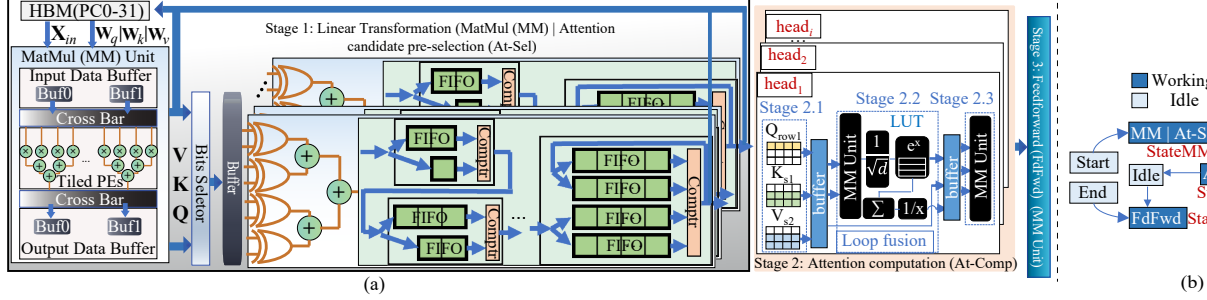 HBM(PC0-31)
X_in W_q|W_k|W_v
MatMul (MM) Unit
Input Data Buffer
Buf0 Buf1
Cross Bar
...
Tiled PEs
Cross Bar
Buf0 Buf1
Output Data Buffer
V
K
Q
Bits Seletor
Buffer
Stage 1: Linear Transformation (MatMul (MM) | Attention
candidate pre-selection (At-Sel)
FIFO
Comptr
FIFO
Comptr
FIFO
FIFO
Comptr
...
FIFO
FIFO
FIFO
FIFO
Comptr
(a)
head_i
head_2
head_1
Stage 2.1
Stage 2.2
Stage 2.3
LUT
Q_row1
K_s1
V_s2
buffer
MM Unit
1
√d
e^x
Σ
1/x
Loop fusion
buffer
MM Unit
Stage 2: Attention computation (At-Comp)
Stage 3: Feedforward (FdFwd) (MM Unit)
Working
Idle
MM | At-S
StateMM
Start
Idle
A
S
End
FdFwd
Sta
(b)